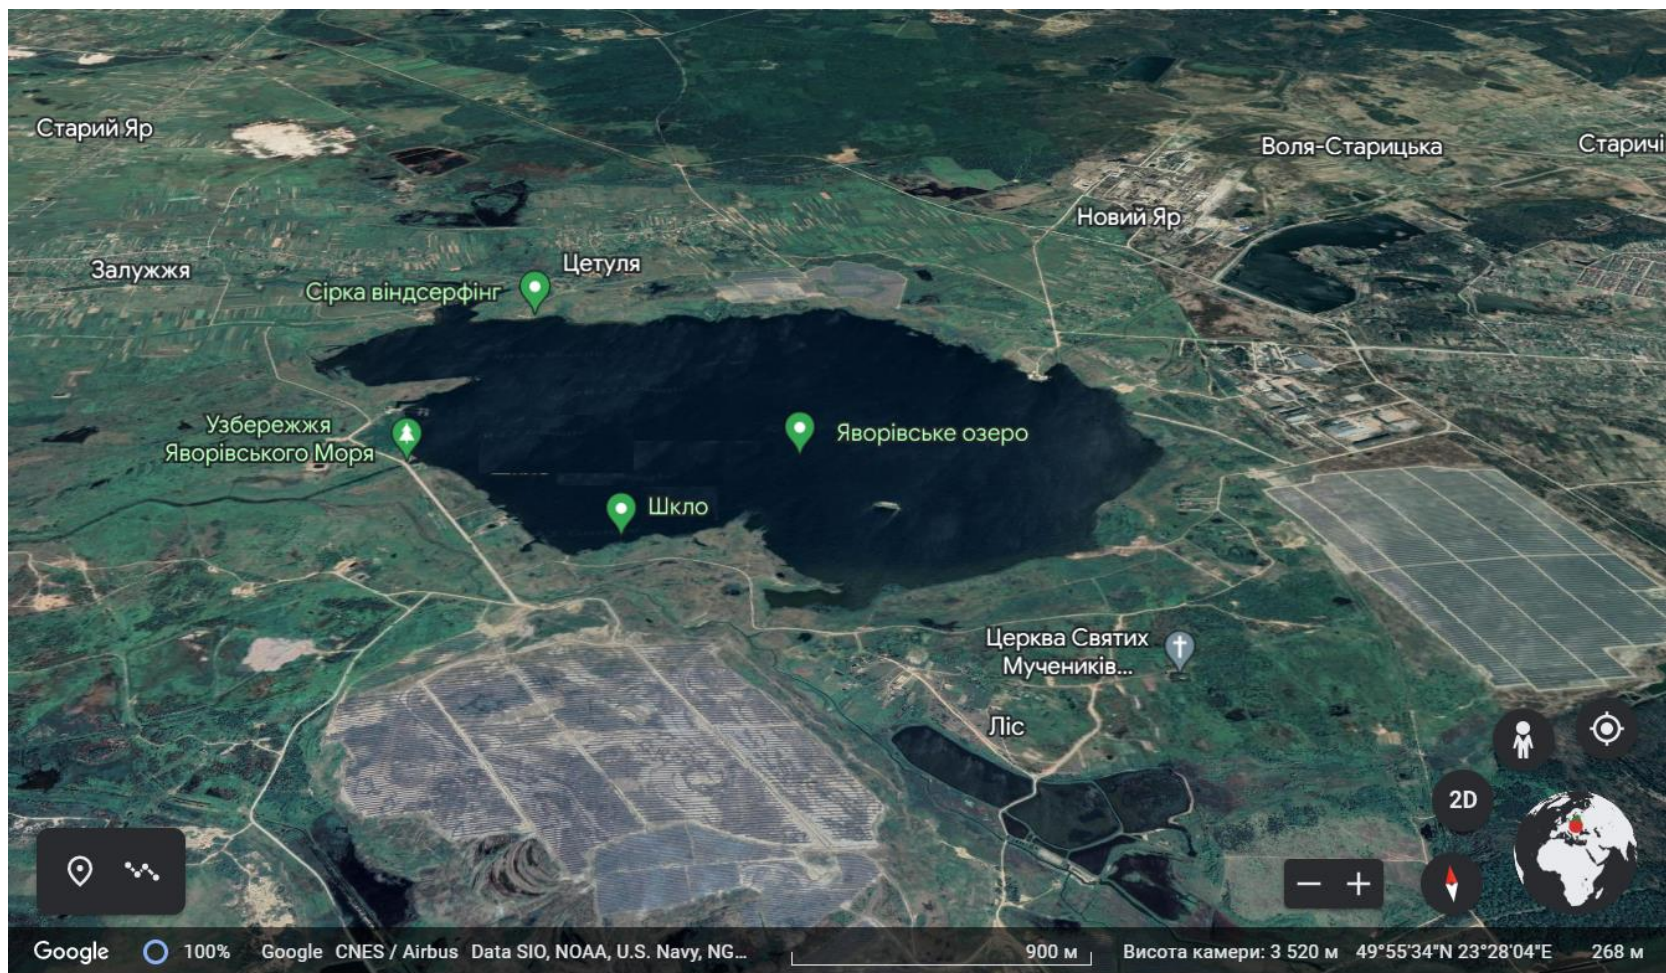 Старий Яр
Воля-Старицька
Старичі
Новий Яр
Залужжя
Цетуля
Сірка віндсерфінг
Узбережжя
Яворівського Моря
Яворівське озеро
Шкло
Церква Святих
Мучеників...
Ліс
2D
Google
100%
Google CNES / Airbus Data SIO, NOAA, U.S. Navy, NG...
900 м
Висота камери: 3 520 м 49°55'34"N 23°28'04"E
268 м